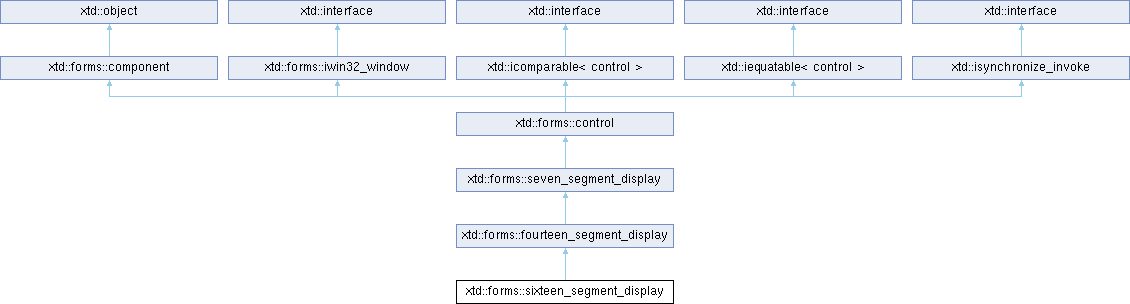 xtd::object
xtd::interface
xtd::interface
xtd::interface
xtd::interface
xtd::forms::component
xtd::forms::iwin32_window
xtd::icomparable< control >
xtd::iequatable< control >
xtd::isynchronize_invoke
xtd::forms::control
xtd::forms::seven_segment_display
xtd::forms::fourteen_segment_display
xtd::forms::sixteen_segment_display